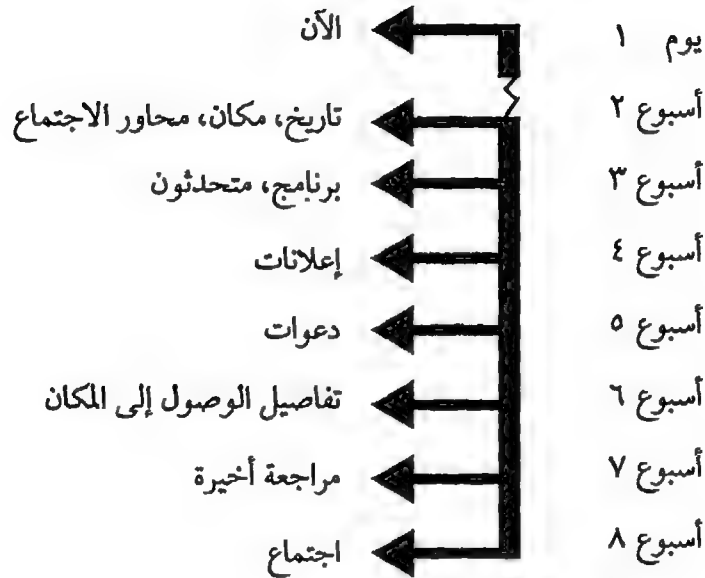 يوم ١ الآن
أسبوع ٢ تاريخ، مكان، محاور الاجتماع
أسبوع ٣ برنامج، متحدثون
أسبوع ٤ إعلانات
أسبوع ٥ دعوات
أسبوع ٦ تفاصيل الوصول إلى المكان
أسبوع ٧ مراجعة أخيرة
أسبوع ٨ اجتماع